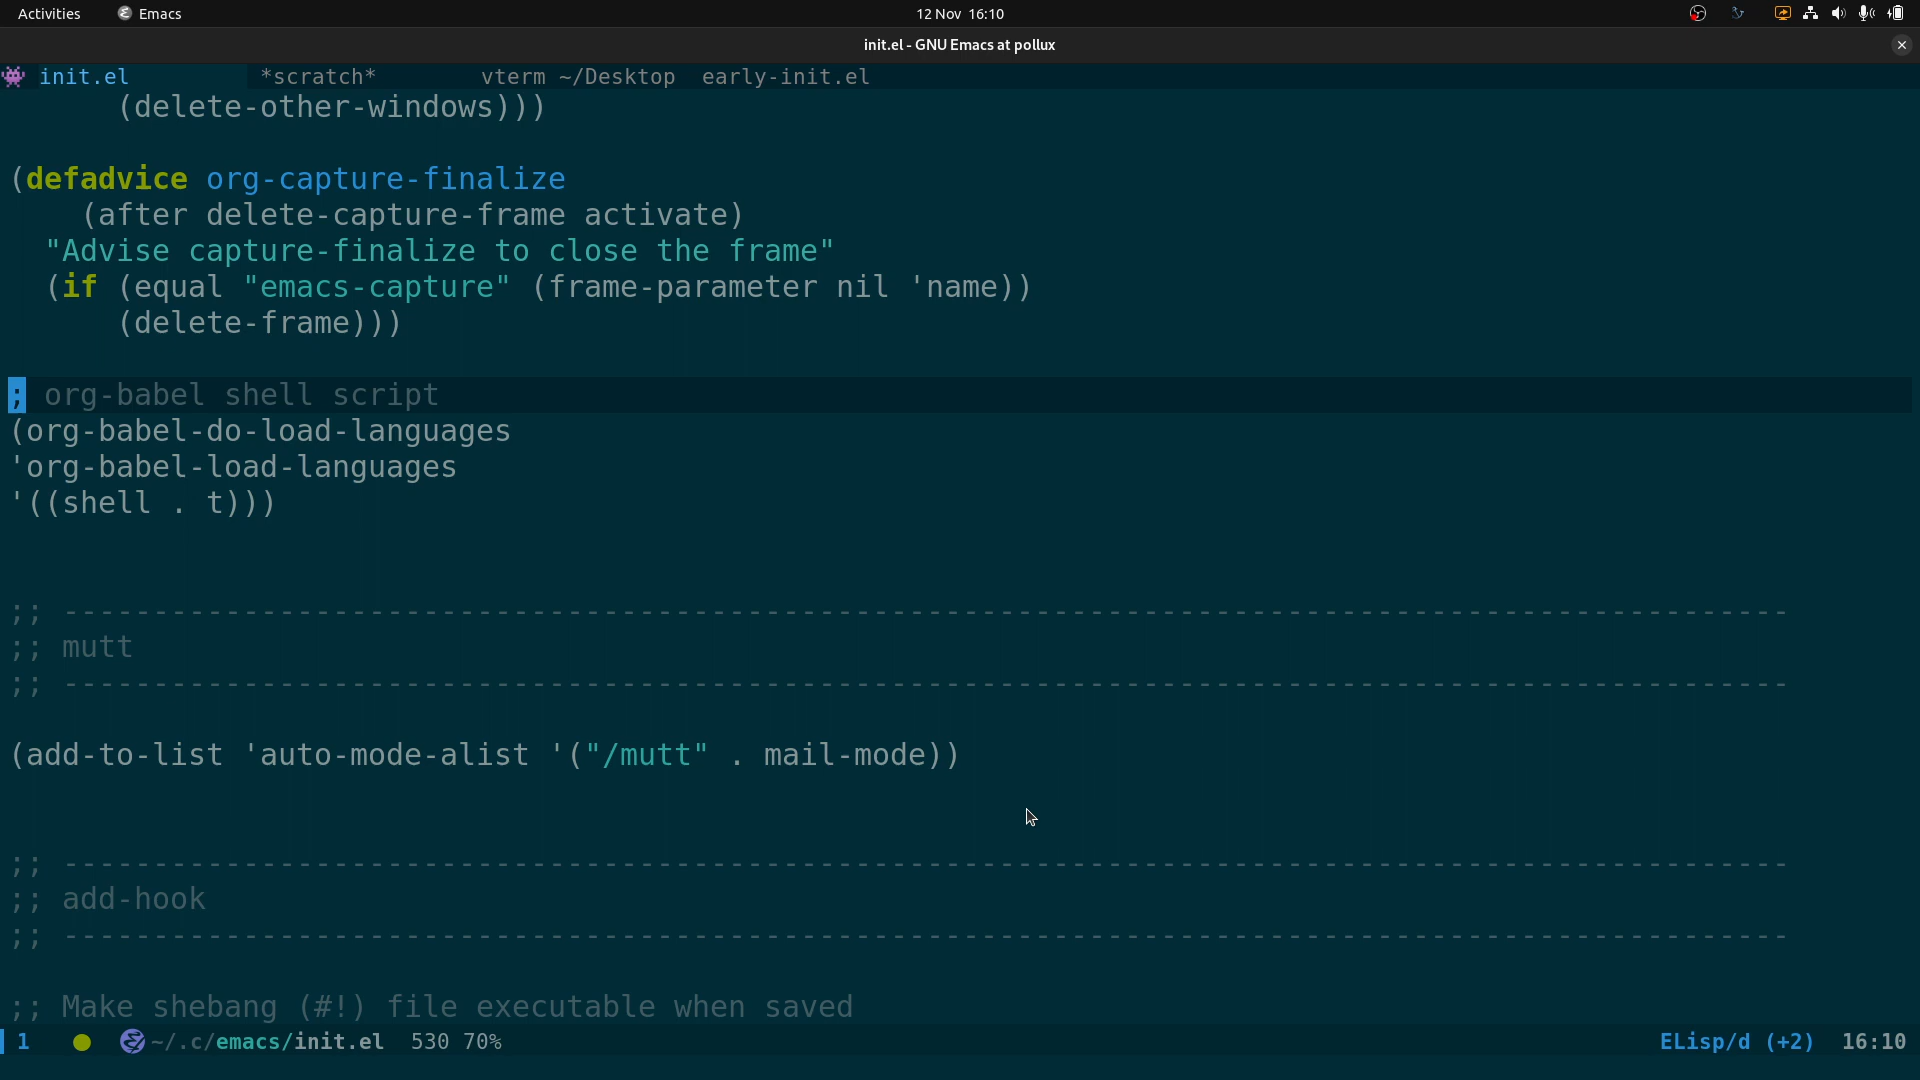 Activities Emacs 12 Nov 16:10
init.el - GNU Emacs at pollux
init.el *scratch* vterm ~/Desktop early-init.el
(delete-other-windows)))
(defadvice org-capture-finalize
(after delete-capture-frame activate)
"Advise capture-finalize to close the frame"
(if (equal "emacs-capture" (frame-parameter nil 'name))
(delete-frame)))
; org-babel shell script
(org-babel-do-load-languages
'org-babel-load-languages
'((shell . t)))
;; ------------------------------------------------------------------------------------------------
;; mutt
;; ------------------------------------------------------------------------------------------------
(add-to-list 'auto-mode-alist '("/mutt" . mail-mode))
;; ------------------------------------------------------------------------------------------------
;; add-hook
;; ------------------------------------------------------------------------------------------------
;; Make shebang (#!) file executable when saved
1 ~/.c/emacs/init.el 530 70% ELisp/d (+2) 16:10